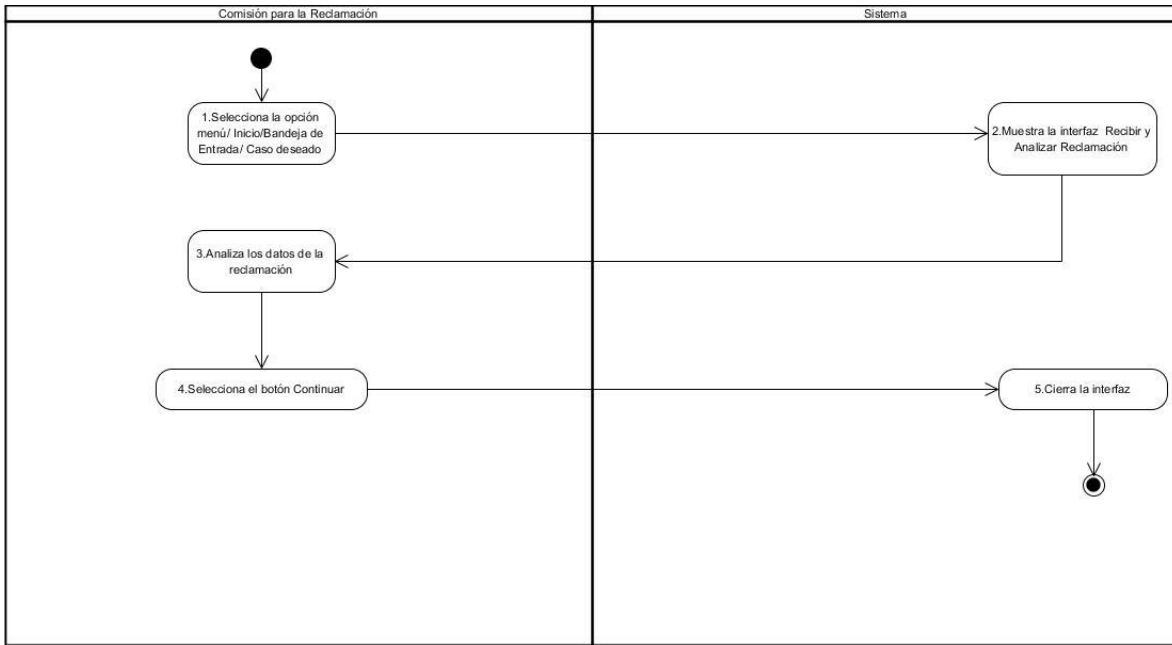 Comisión para la Reclamación
Sistema
1.Selecciona la opción
menú/ Inicio/Bandeja de
Entrada/ Caso deseado
2.Muestra la interfaz Recibir y
Analizar Reclamación
3.Analiza los datos de la
reclamación
4.Selecciona el botón Continuar
5.Cierra la interfaz